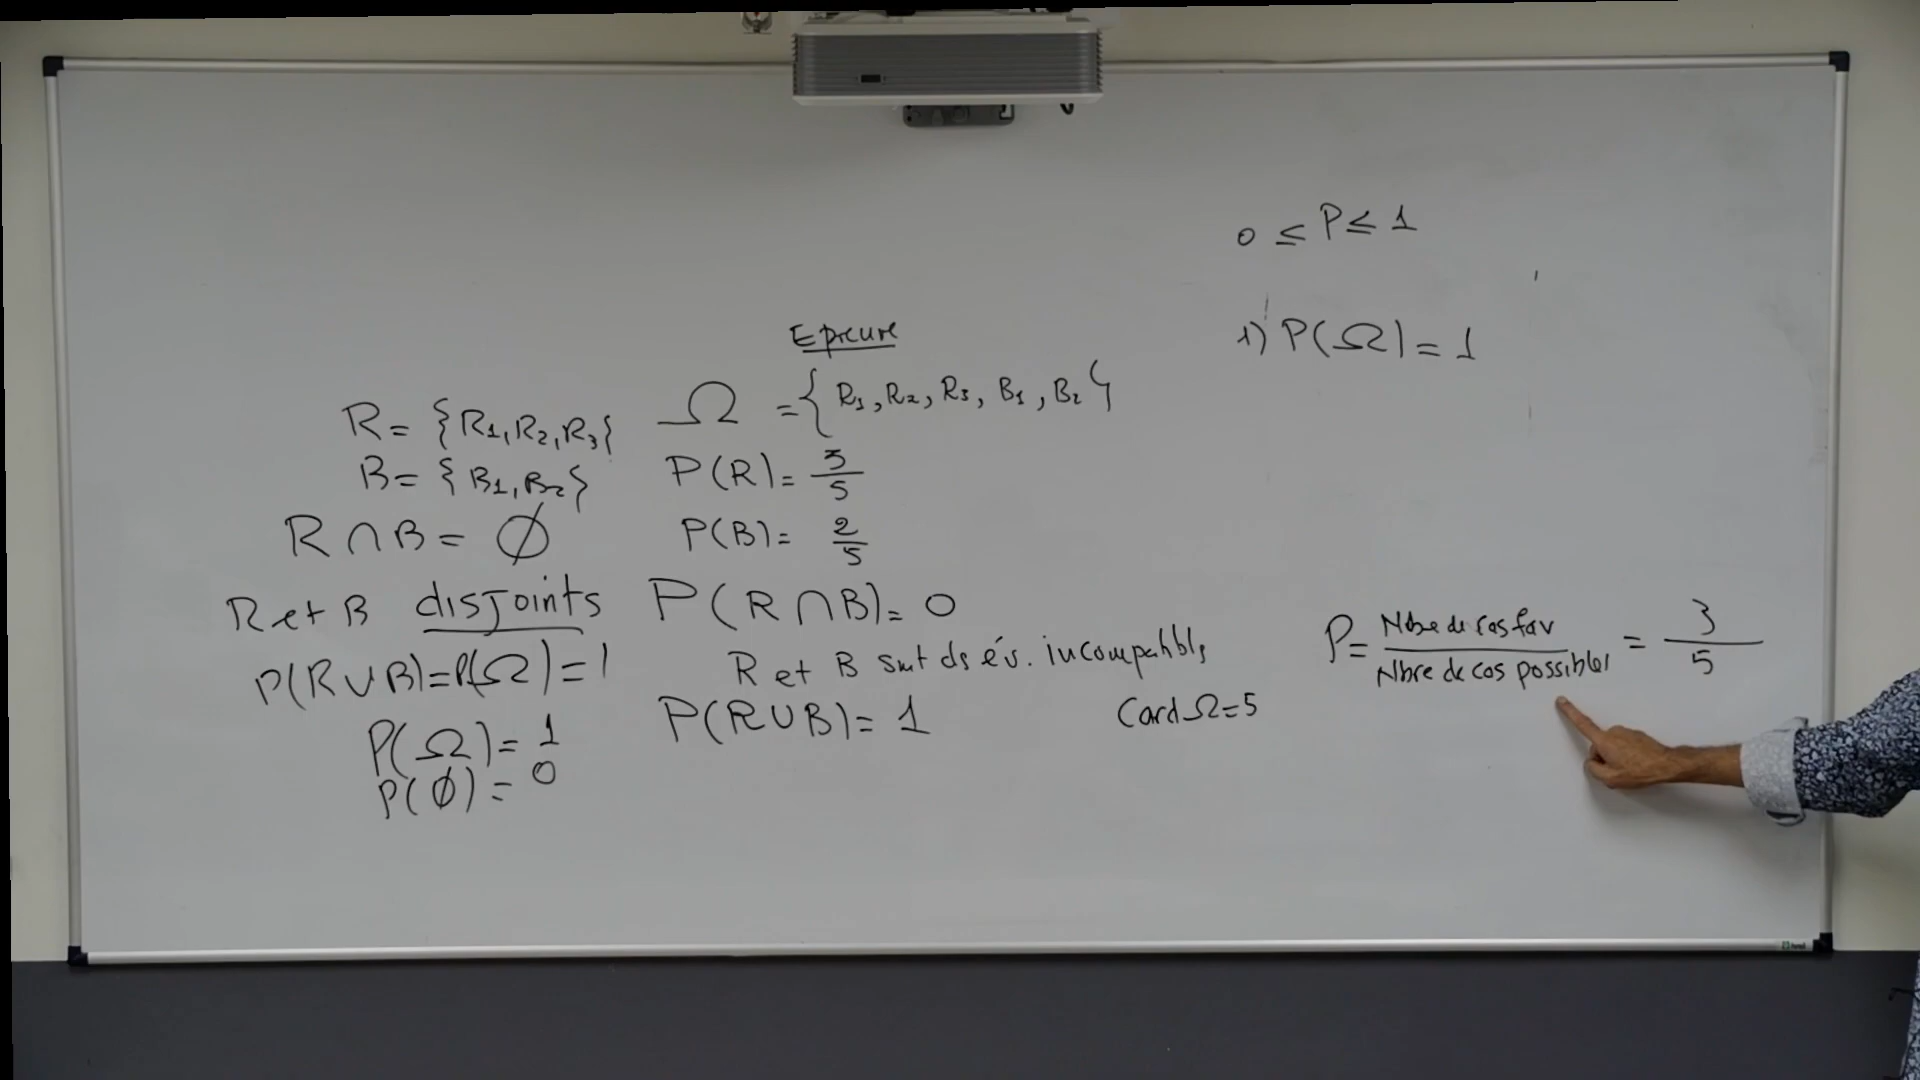 0 ≤ P ≤ 1
1) P(Ω) = 1
Epreuve
Ω = { R1, R2, R3, B1, B2 }
R = { R1, R2, R3 }
B = { B1, B2 }
P(R) = 3/5
P(B) = 2/5
R ∩ B = ∅
R et B disjoints
P(R ∩ B) = 0
R et B sont ds év. incompatibls
P(R ∪ B) = P(Ω) = 1
P(R ∪ B) = 1
P(Ω) = 1
P(∅) = 0
Card Ω = 5
P = Nbre de cas fav / Nbre de cas possibles = 3/5